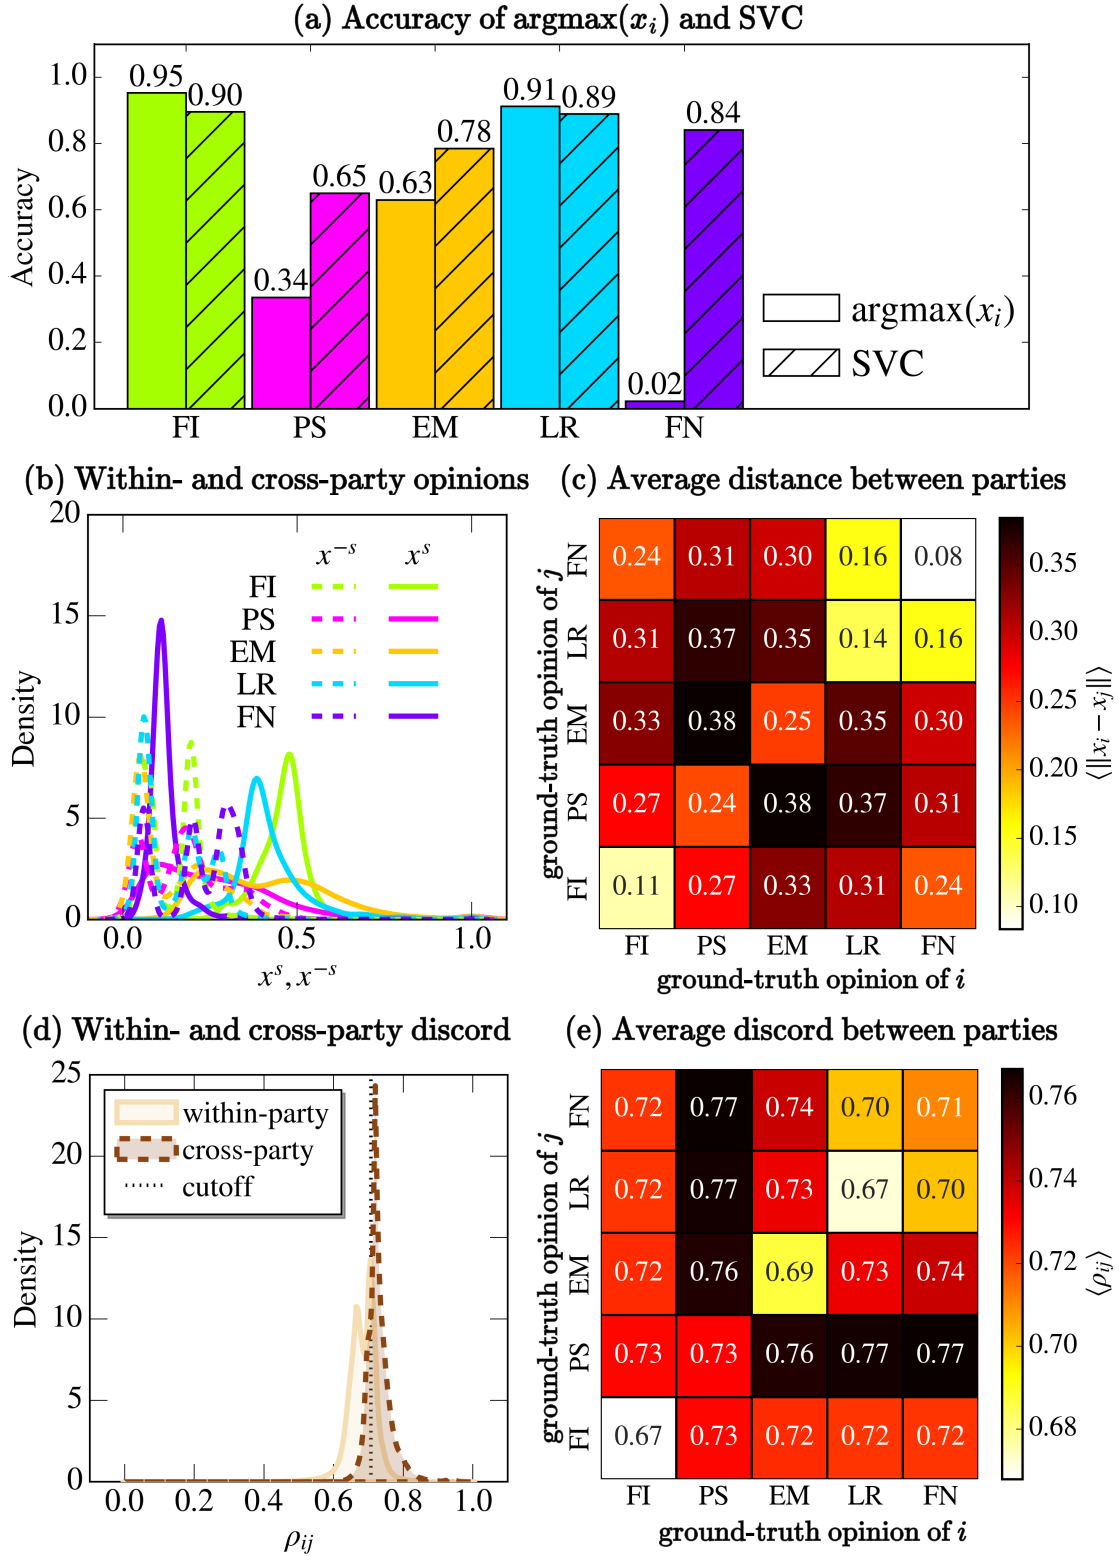 (a) Accuracy of argmax(x_i) and SVC
Accuracy
1.0
0.8
0.6
0.4
0.2
0.0
0.95
0.90
0.34
0.65
0.63
0.78
0.91
0.89
0.02
0.84
argmax(x_i)
SVC
FI PS EM LR FN
(b) Within- and cross-party opinions
Density
20
15
10
5
0
x^{-s} x^s
FI
PS
EM
LR
FN
0.0 0.5 1.0
x^s, x^{-s}
(c) Average distance between parties
ground-truth opinion of j
FN 0.24 0.31 0.30 0.16 0.08
LR 0.31 0.37 0.35 0.14 0.16
EM 0.33 0.38 0.25 0.35 0.30
PS 0.27 0.24 0.38 0.37 0.31
FI 0.11 0.27 0.33 0.31 0.24
FI PS EM LR FN
ground-truth opinion of i
0.35
0.30
0.25
0.20
0.15
0.10
⟨||x_i − x_j||⟩
(d) Within- and cross-party discord
Density
25
20
15
10
5
0
within-party
cross-party
cutoff
0.0 0.2 0.4 0.6 0.8 1.0
ρ_{ij}
(e) Average discord between parties
ground-truth opinion of j
FN 0.72 0.77 0.74 0.70 0.71
LR 0.72 0.77 0.73 0.67 0.70
EM 0.72 0.76 0.69 0.73 0.74
PS 0.73 0.73 0.76 0.77 0.77
FI 0.67 0.73 0.72 0.72 0.72
FI PS EM LR FN
ground-truth opinion of i
0.76
0.74
0.72
0.70
0.68
⟨ρ_{ij}⟩